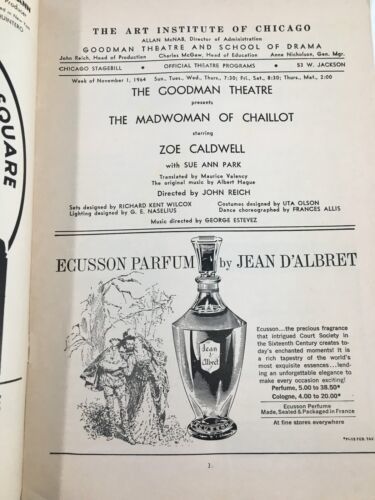 THE ART INSTITUTE OF CHICAGO
ALLAN McNAB, Director of Administration
GOODMAN THEATRE AND SCHOOL OF DRAMA
John Reich, Head of Production Charles McGaw, Head of Education Anne Nicholson, Gen. Mgr.
CHICAGO STAGEBILL • OFFICIAL THEATRE PROGRAMS • 53 W. JACKSON
Week of November 1, 1964 Sun., Tues., Wed., Thurs., 7:30; Fri., Sat., 8:30; Thurs., Mat., 2:00
THE GOODMAN THEATRE
presents
THE MADWOMAN OF CHAILLOT
starring
ZOE CALDWELL
with SUE ANN PARK
Translated by Maurice Valency
The original music by Albert Hague
Directed by JOHN REICH
Sets designed by RICHARD KENT WILCOX Costumes designed by UTA OLSON
Lighting designed by G. E. NASELIUS Dance choreographed by FRANCES ALLIS
Music directed by GEORGE ESTEVEZ
ECUSSON PARFUM by JEAN D'ALBRET
Jean
d'Albret
Ecusson...the precious fragrance
that intrigued Court Society in
the Sixteenth Century creates to-
day's enchanted moments! It is
a rich tapestry of the world's
most exquisite essences...lend-
ing an unforgettable elegance to
make every occasion exciting!
Perfume, 5.00 to 38.50*
Cologne, 4.00 to 20.00*
Ecusson Perfume
Made, Sealed & Packaged in France
At fine stores everywhere
1
SQUARE